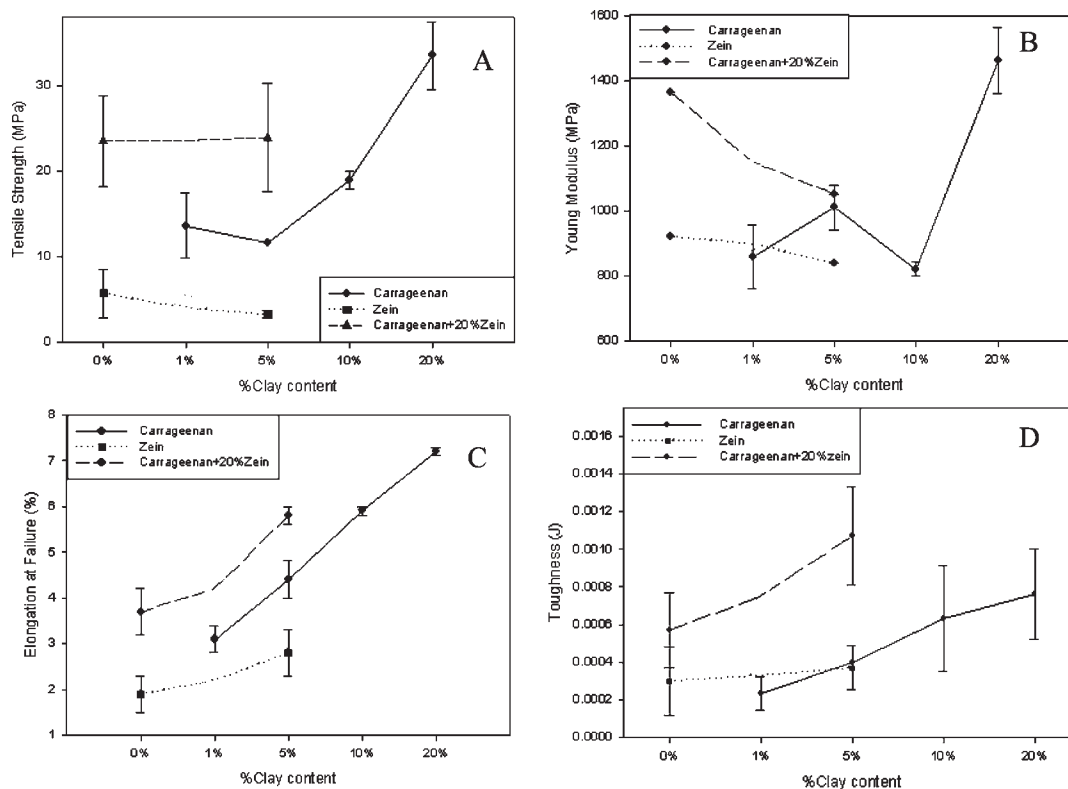 A
Carrageenan
Zein
Carrageenan+20%Zein
Tensile Strength (MPa)
30
20
10
0
0% 1% 5% 10% 20%
%Clay content
B
Carrageenan
Zein
Carrageenan+20%Zein
Young Modulus (MPa)
1600
1400
1200
1000
800
600
0% 1% 5% 10% 20%
%Clay content
C
Carrageenan
Zein
Carrageenan+20%Zein
Elongation at Failure (%)
8
7
6
5
4
3
2
1
0% 1% 5% 10% 20%
%Clay content
D
Carrageenan
Zein
Carrageenan+20%zein
Toughness (J)
0.0016
0.0014
0.0012
0.0010
0.0008
0.0006
0.0004
0.0002
0.0000
0% 1% 5% 10% 20%
%Clay content